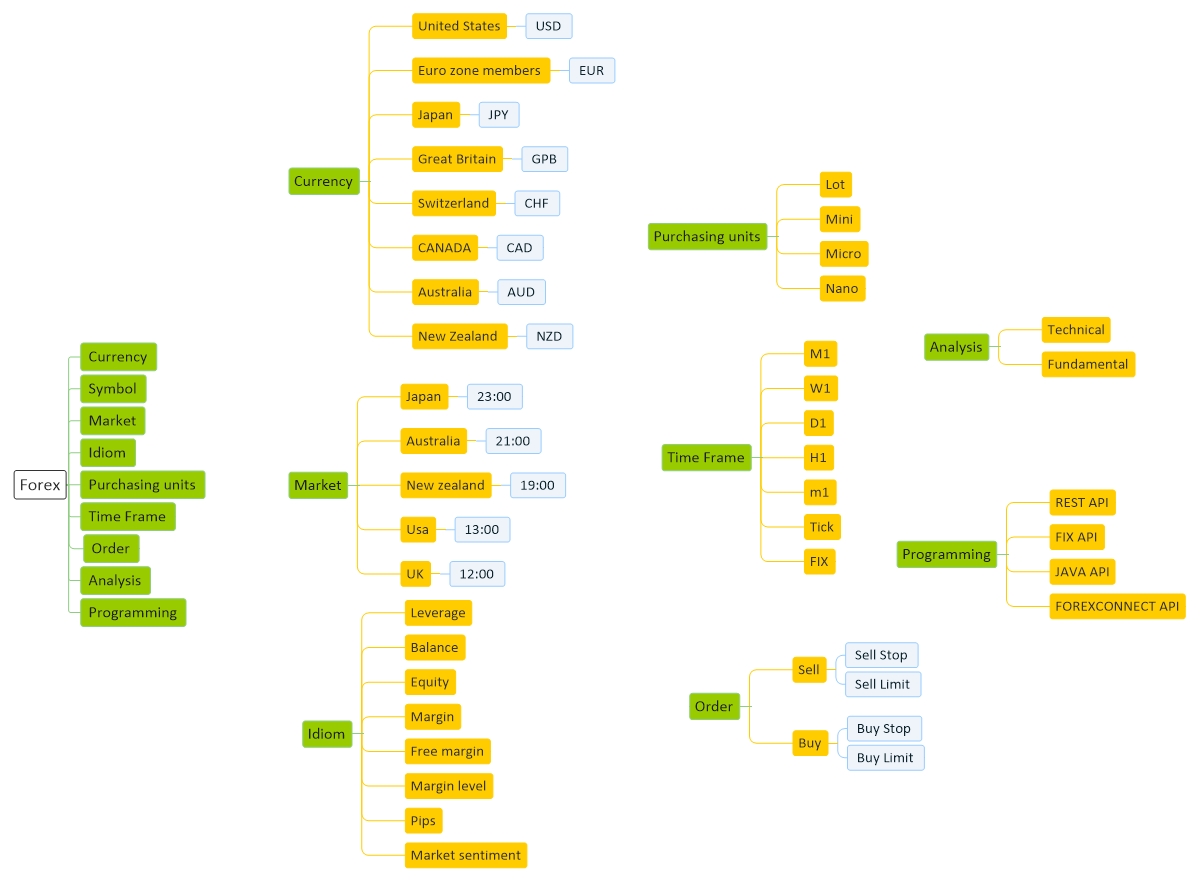 Forex
Currency
Symbol
Market
Idiom
Purchasing units
Time Frame
Order
Analysis
Programming
Currency
United States USD
Euro zone members EUR
Japan JPY
Great Britain GPB
Switzerland CHF
CANADA CAD
Australia AUD
New Zealand NZD
Market
Japan 23:00
Australia 21:00
New zealand 19:00
Usa 13:00
UK 12:00
Idiom
Leverage
Balance
Equity
Margin
Free margin
Margin level
Pips
Market sentiment
Purchasing units
Lot
Mini
Micro
Nano
Time Frame
M1
W1
D1
H1
m1
Tick
FIX
Order
Sell
Sell Stop
Sell Limit
Buy
Buy Stop
Buy Limit
Analysis
Technical
Fundamental
Programming
REST API
FIX API
JAVA API
FOREXCONNECT API